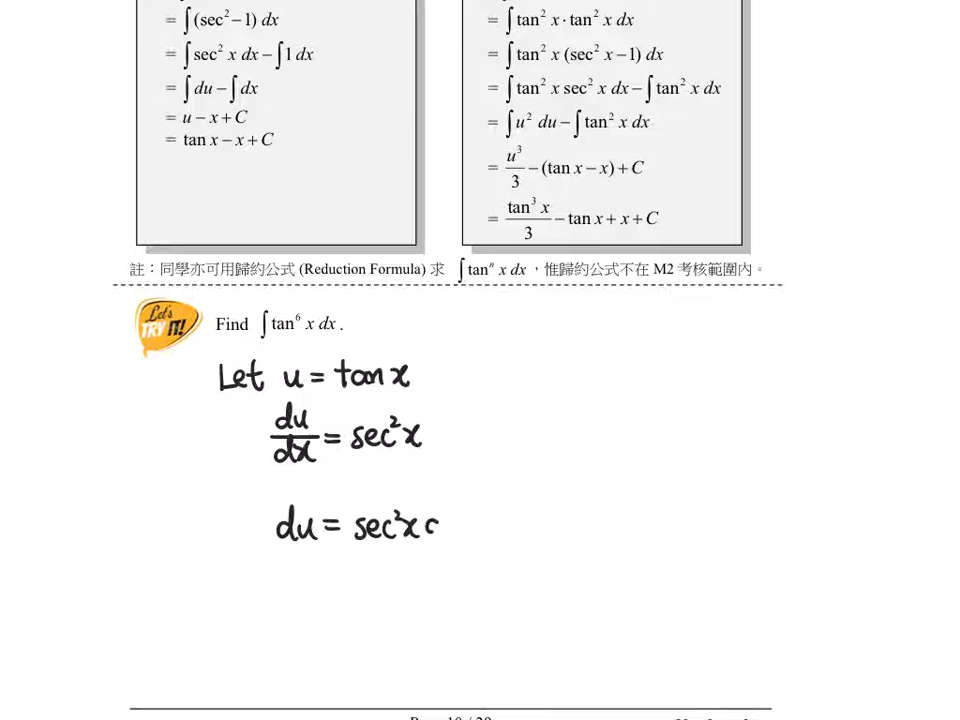 = ∫(sec² −1) dx
= ∫sec² x dx − ∫1 dx
= ∫du − ∫dx
= u − x + C
= tan x − x + C
= ∫tan² x · tan² x dx
= ∫tan² x (sec² x −1) dx
= ∫tan² x sec² x dx − ∫tan² x dx
= ∫u² du − ∫tan² x dx
= u³/3 − (tan x − x) + C
= tan³ x/3 − tan x + x + C
註：同學亦可用歸約公式 (Reduction Formula) 求 ∫tanⁿ x dx ，惟歸約公式不在 M2 考核範圍內。
Let's
TRY IT!
Find ∫tan⁶ x dx .
Let u = tan x
du/dx = sec²x
du = sec²x